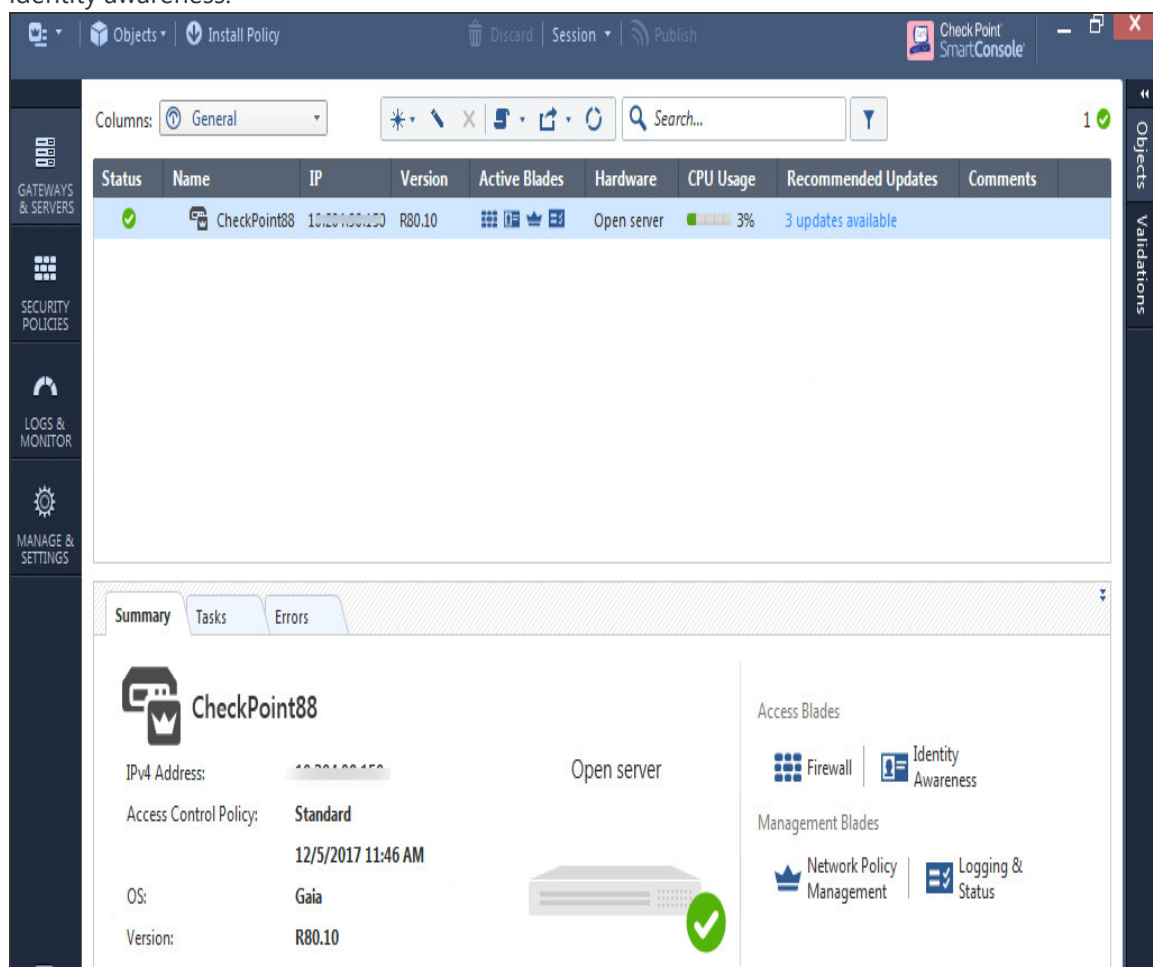 identity awareness.
Objects Install Policy Discard Session Publish Check Point SmartConsole
Columns: General Search... 1
Status Name IP Version Active Blades Hardware CPU Usage Recommended Updates Comments
CheckPoint88 R80.10 Open server 3% 3 updates available
GATEWAYS
& SERVERS
SECURITY
POLICIES
LOGS &
MONITOR
MANAGE &
SETTINGS
Objects
Validations
Summary Tasks Errors
CheckPoint88
IPv4 Address:
Access Control Policy: Standard
12/5/2017 11:46 AM
OS: Gaia
Version: R80.10
Open server
Access Blades
Firewall Identity
Awareness
Management Blades
Network Policy
Management
Logging &
Status